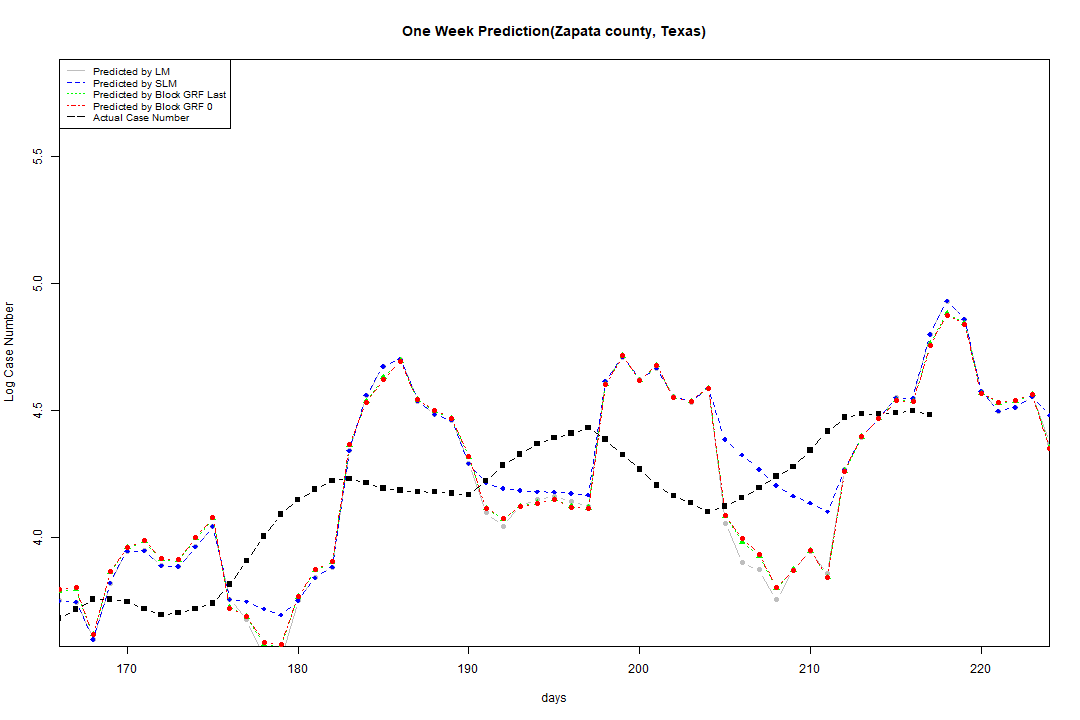 One Week Prediction(Zapata county, Texas)
Predicted by LM
Predicted by SLM
Predicted by Block GRF Last
Predicted by Block GRF 0
Actual Case Number
5.5
5.0
4.5
4.0
Log Case Number
170 180 190 200 210 220
days